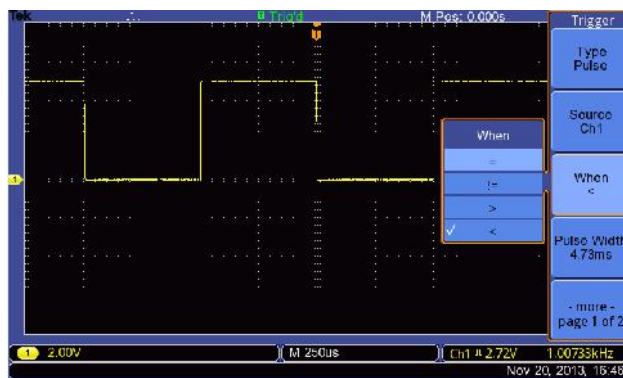 Tek
Trig'd
M Pos: 0.000s
Trigger
Type
Pulse
Source
Ch1
When
<
Pulse Width
4.73ms
- more -
page 1 of 2
When
=
!=
>
<
1
1 2.00V
M 250us
Ch1 2.72V
1.00733kHz
Nov 20, 2013, 16:46